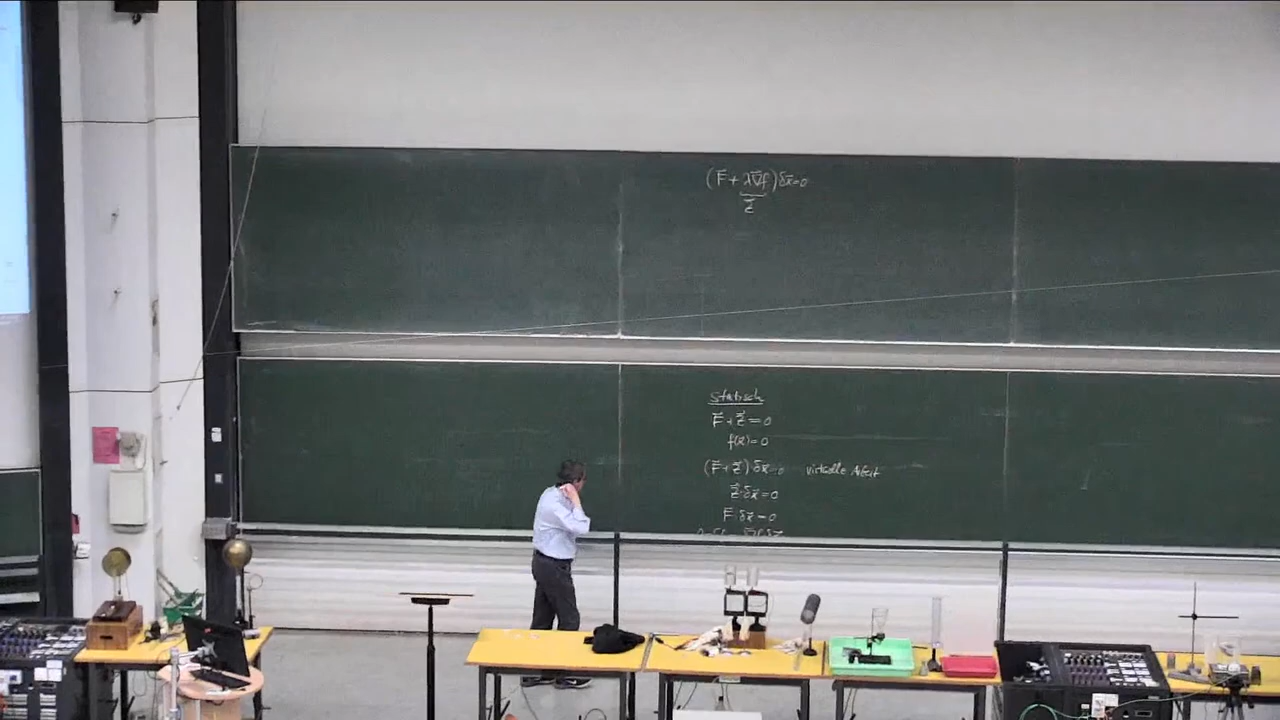 (F⃗ + λ∇⃗f) δx⃗=0
Z⃗
Statisch
F⃗ + Z⃗ = 0
f(x⃗)=0
(F⃗+Z⃗) δx⃗=0 virtuelle Arbeit
Z⃗·δx⃗=0
F·δx⃗=0